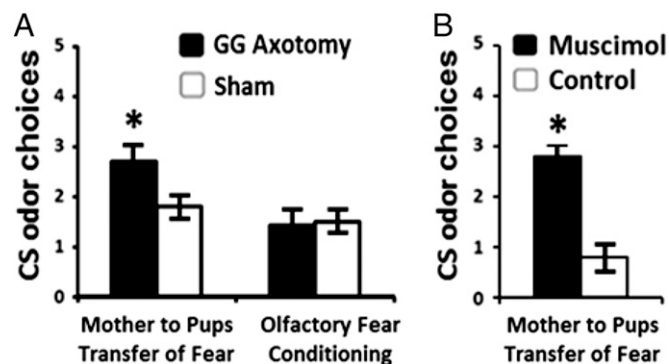 A
CS odor choices
5
4
3
2
1
0
GG Axotomy
Sham
*
Mother to Pups
Transfer of Fear
Olfactory Fear
Conditioning
B
CS odor choices
5
4
3
2
1
0
Muscimol
Control
*
Mother to Pups
Transfer of Fear